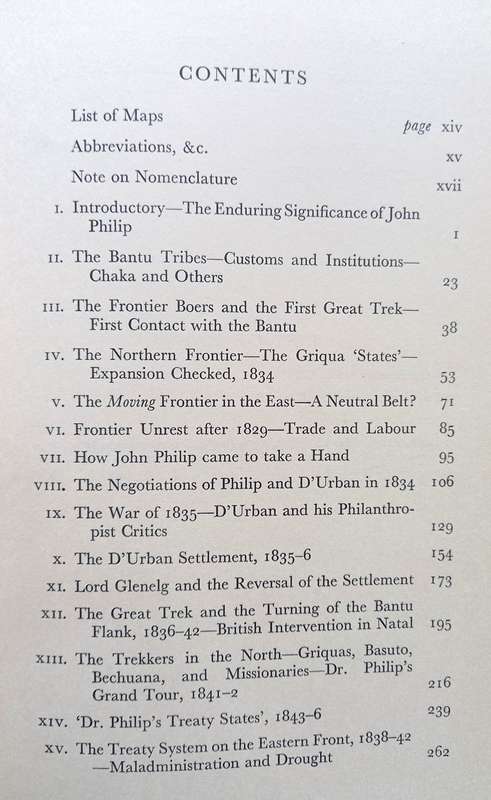 CONTENTS
List of Maps page xiv
Abbreviations, &c. xv
Note on Nomenclature xvii
I. Introductory—The Enduring Significance of John
Philip 1
II. The Bantu Tribes—Customs and Institutions—
Chaka and Others 23
III. The Frontier Boers and the First Great Trek—
First Contact with the Bantu 38
IV. The Northern Frontier—The Griqua ‘States’—
Expansion Checked, 1834 53
V. The Moving Frontier in the East—A Neutral Belt? 71
VI. Frontier Unrest after 1829—Trade and Labour 85
VII. How John Philip came to take a Hand 95
VIII. The Negotiations of Philip and D’Urban in 1834 106
IX. The War of 1835—D’Urban and his Philanthro-
pist Critics 129
X. The D’Urban Settlement, 1835–6 154
XI. Lord Glenelg and the Reversal of the Settlement 173
XII. The Great Trek and the Turning of the Bantu
Flank, 1836–42—British Intervention in Natal 195
XIII. The Trekkers in the North—Griquas, Basuto,
Bechuana, and Missionaries—Dr. Philip’s
Grand Tour, 1841–2 216
XIV. ‘Dr. Philip’s Treaty States’, 1843–6 239
XV. The Treaty System on the Eastern Front, 1838–42
—Maladministration and Drought 262